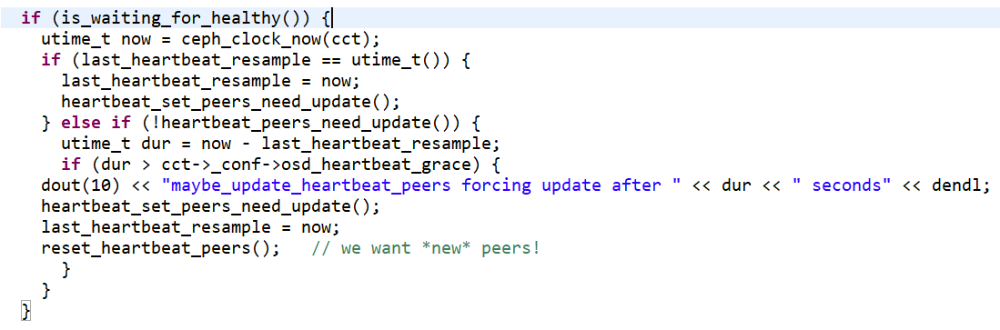 if (is_waiting_for_healthy()) {
utime_t now = ceph_clock_now(cct);
if (last_heartbeat_resample == utime_t()) {
last_heartbeat_resample = now;
heartbeat_set_peers_need_update();
} else if (!heartbeat_peers_need_update()) {
utime_t dur = now - last_heartbeat_resample;
if (dur > cct->_conf->osd_heartbeat_grace) {
dout(10) << "maybe_update_heartbeat_peers forcing update after " << dur << " seconds" << dendl;
heartbeat_set_peers_need_update();
last_heartbeat_resample = now;
reset_heartbeat_peers();   // we want *new* peers!
}
}
}